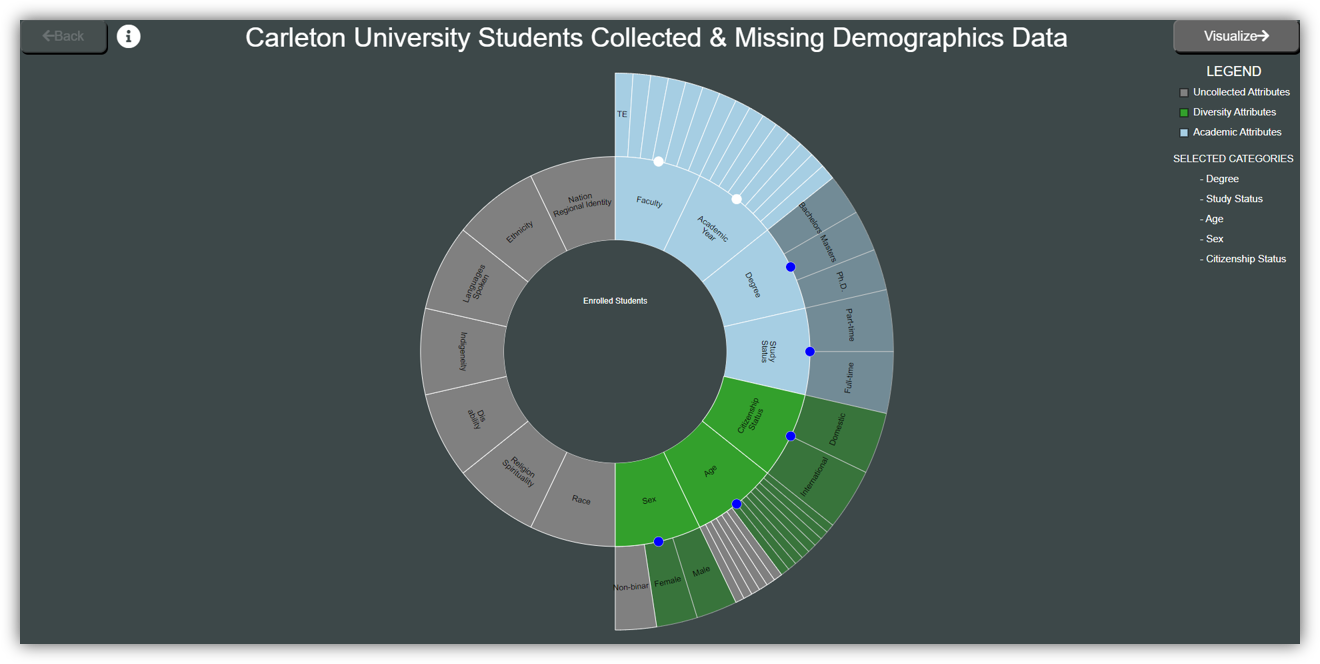 Back
i
Carleton University Students Collected & Missing Demographics Data
Visualize
LEGEND
Uncollected Attributes
Diversity Attributes
Academic Attributes
SELECTED CATEGORIES
- Degree
- Study Status
- Age
- Sex
- Citizenship Status
TE
Faculty
Academic
Year
Degree
Study
Status
Bachelors
Masters
Ph.D.
Part-time
Full-time
Citizenship
Status
Domestic
International
Age
Sex
Male
Female
Non-binar
Race
Religion
Spirituality
Dis
ability
Indigeneity
Languages
Spoken
Ethnicity
Nation
Regional Identity
Enrolled Students